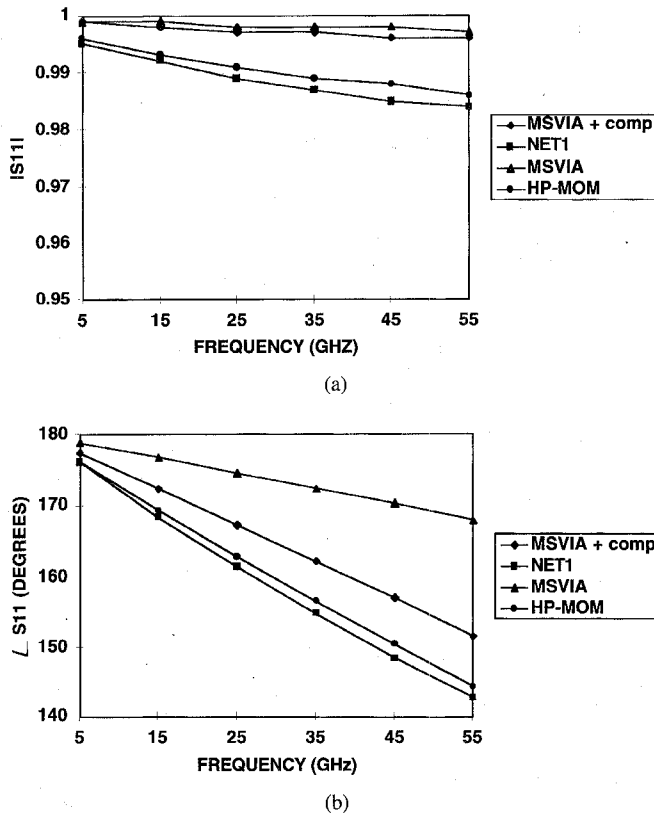 1
0.99
0.98
0.97
0.96
0.95
|S11|
5 15 25 35 45 55
FREQUENCY (GHZ)
MSVIA + comp
NET1
MSVIA
HP-MOM
(a)
180
170
160
150
140
∠ S11 (DEGREES)
5 15 25 35 45 55
FREQUENCY (GHz)
MSVIA + comp
NET1
MSVIA
HP-MOM
(b)